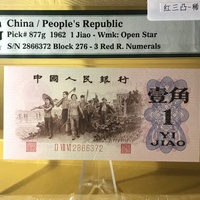 红三凸-稀
China / People's Republic
Pick# 877g 1962 1 Jiao - Wmk: Open Star
S/N 2866372 Block 276 - 3 Red R. Numerals
中国人民银行
壹角
1
YI
JIAO
2866372